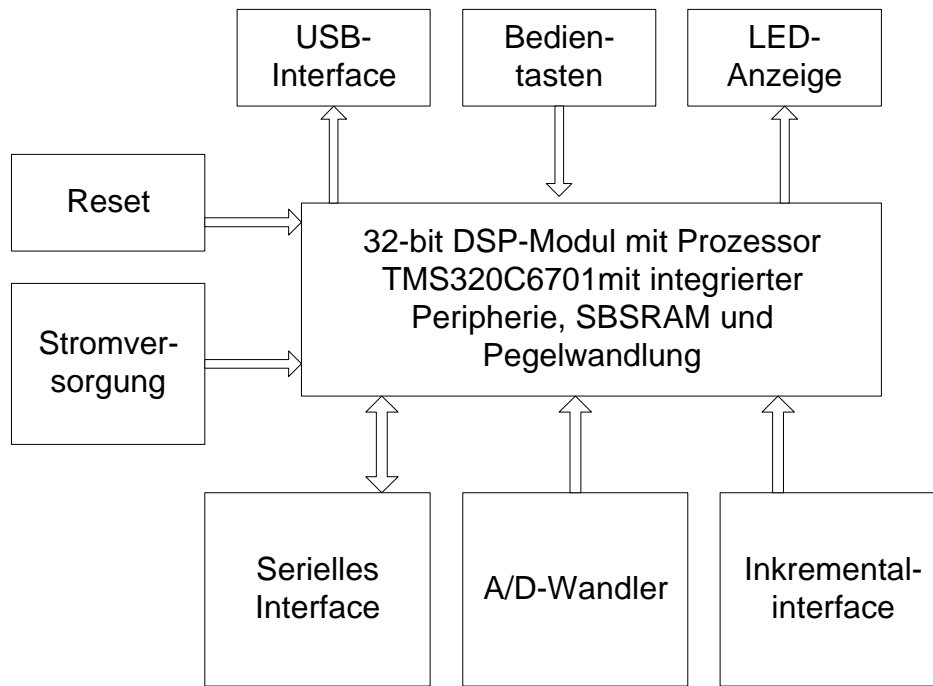 USB-
Interface
Bedien-
tasten
LED-
Anzeige
Reset
32-bit DSP-Modul mit Prozessor
TMS320C6701mit integrierter
Peripherie, SBSRAM und
Pegelwandlung
Stromver-
sorgung
Serielles
Interface
A/D-Wandler
Inkremental-
interface